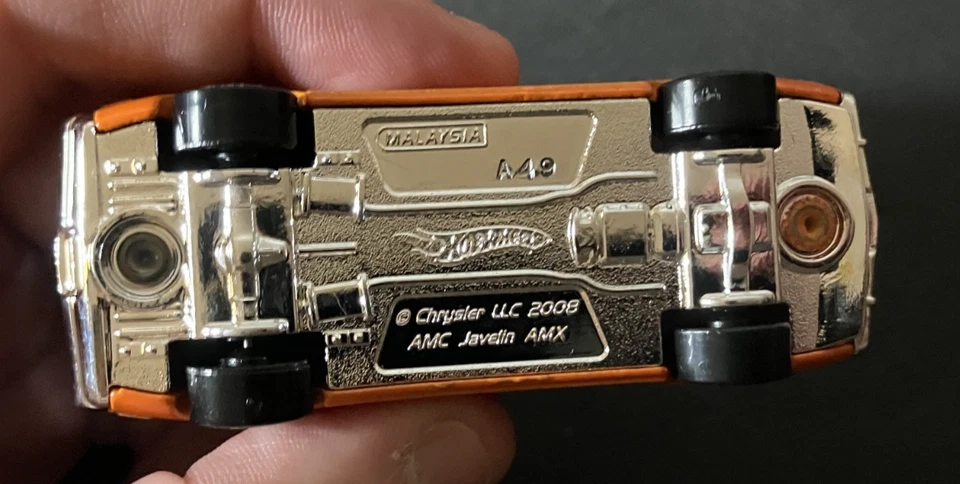 MALAYSIA
A49
Hot Wheels
© Chrysler LLC 2008
AMC Javelin AMX